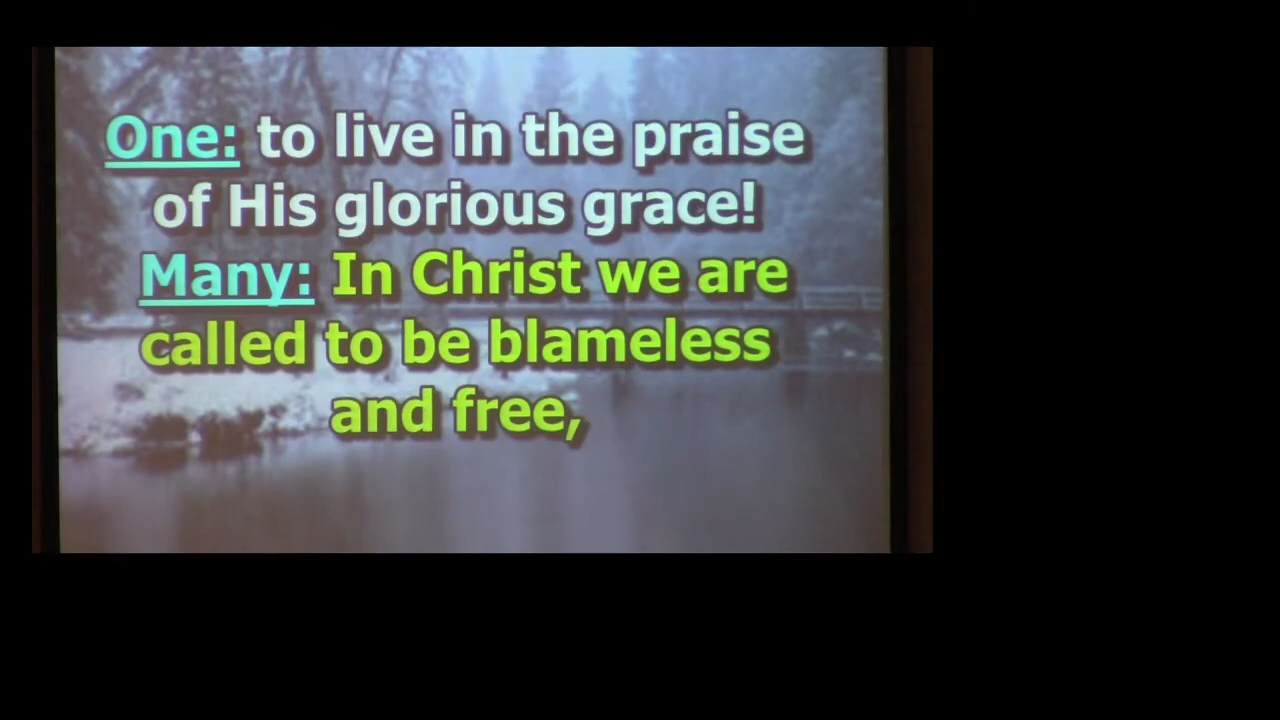 One: to live in the praise
of His glorious grace!
Many: In Christ we are
called to be blameless
and free,